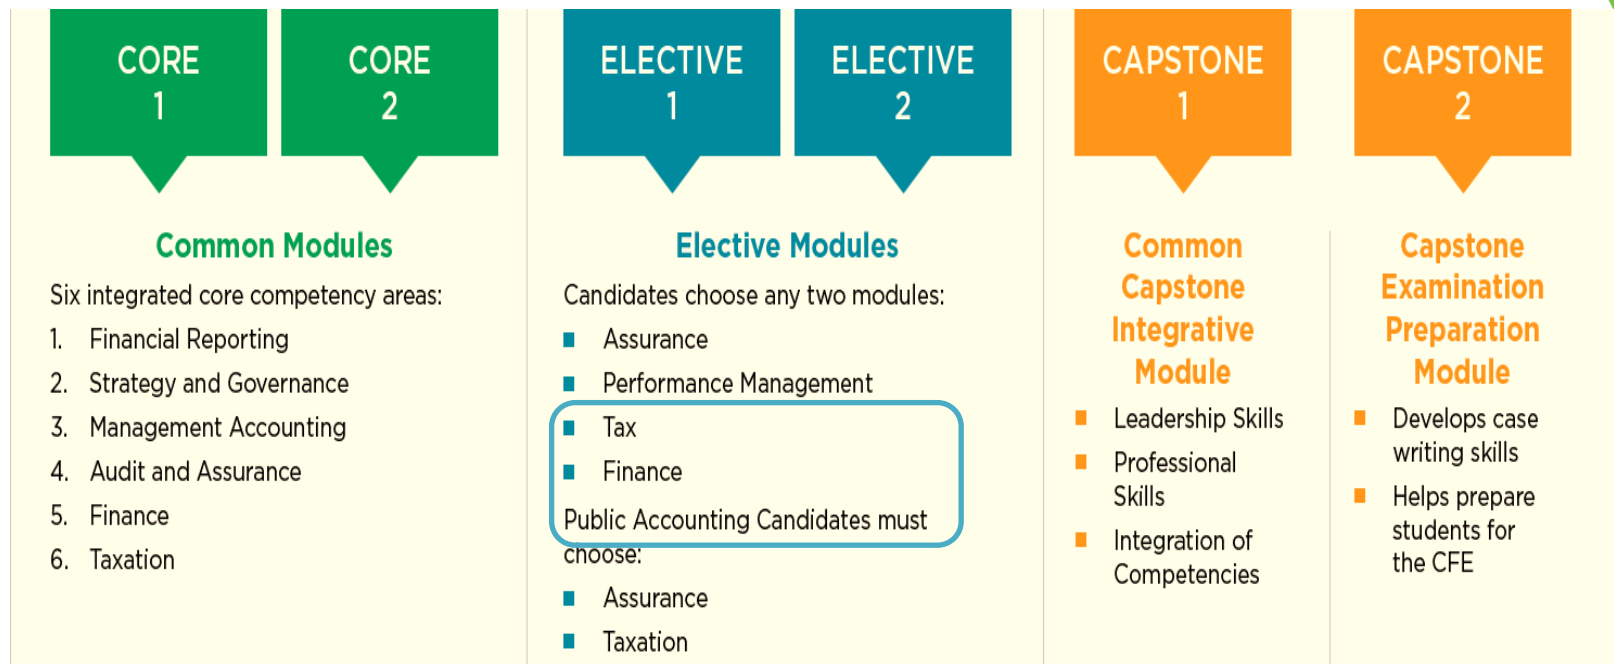 CORE
1
CORE
2
ELECTIVE
1
ELECTIVE
2
CAPSTONE
1
CAPSTONE
2
Common Modules
Six integrated core competency areas:
1. Financial Reporting
2. Strategy and Governance
3. Management Accounting
4. Audit and Assurance
5. Finance
6. Taxation
Elective Modules
Candidates choose any two modules:
Assurance
Performance Management
Tax
Finance
Public Accounting Candidates must
choose:
Assurance
Taxation
Common
Capstone
Integrative
Module
Leadership Skills
Professional
Skills
Integration of
Competencies
Capstone
Examination
Preparation
Module
Develops case
writing skills
Helps prepare
students for
the CFE